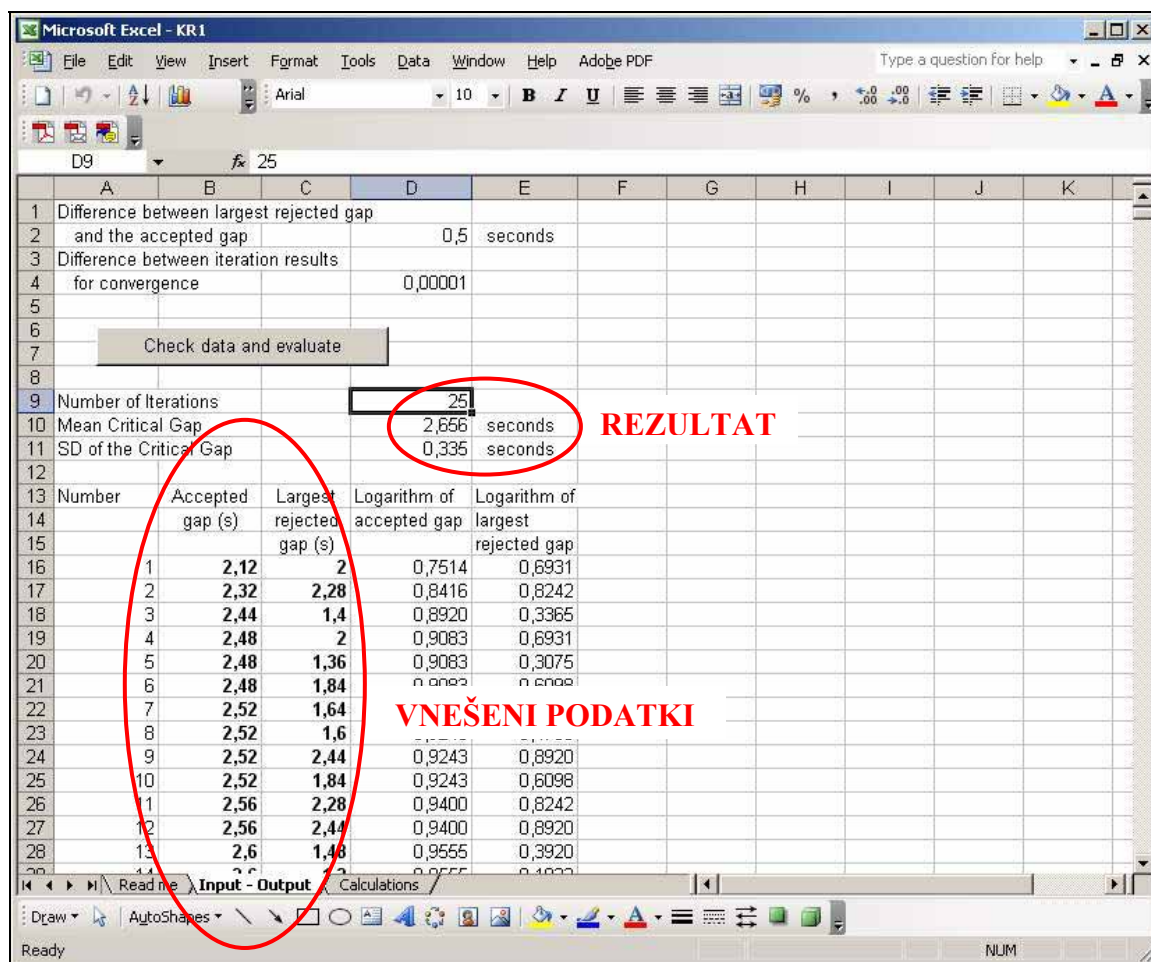 Microsoft Excel - KR1
File Edit View Insert Format Tools Data Window Help Adobe PDF Type a question for help
Arial 10 B I U % ,
D9 fx 25
A B C D E F G H I J K
1 Difference between largest rejected gap
2 and the accepted gap 0,5 seconds
3 Difference between iteration results
4 for convergence 0,00001
5
6
Check data and evaluate
7
8
9 Number of Iterations 25
10 Mean Critical Gap 2,656 seconds
REZULTAT
11 SD of the Critical Gap 0,335 seconds
12
13 Number Accepted Largest Logarithm of Logarithm of
14 gap (s) rejected accepted gap largest
15 gap (s) rejected gap
16 1 2,12 2 0,7514 0,6931
17 2 2,32 2,28 0,8416 0,8242
18 3 2,44 1,4 0,8920 0,3365
19 4 2,48 2 0,9083 0,6931
20 5 2,48 1,36 0,9083 0,3075
21 6 2,48 1,84 0,9083 0,6098
22 7 2,52 1,64
VNEŠENI PODATKI
23 8 2,52 1,6
24 9 2,52 2,44 0,9243 0,8920
25 10 2,52 1,84 0,9243 0,6098
26 11 2,56 2,28 0,9400 0,8242
27 12 2,56 2,44 0,9400 0,8920
28 13 2,6 1,48 0,9555 0,3920
Read me Input - Output Calculations
Draw AutoShapes
Ready NUM